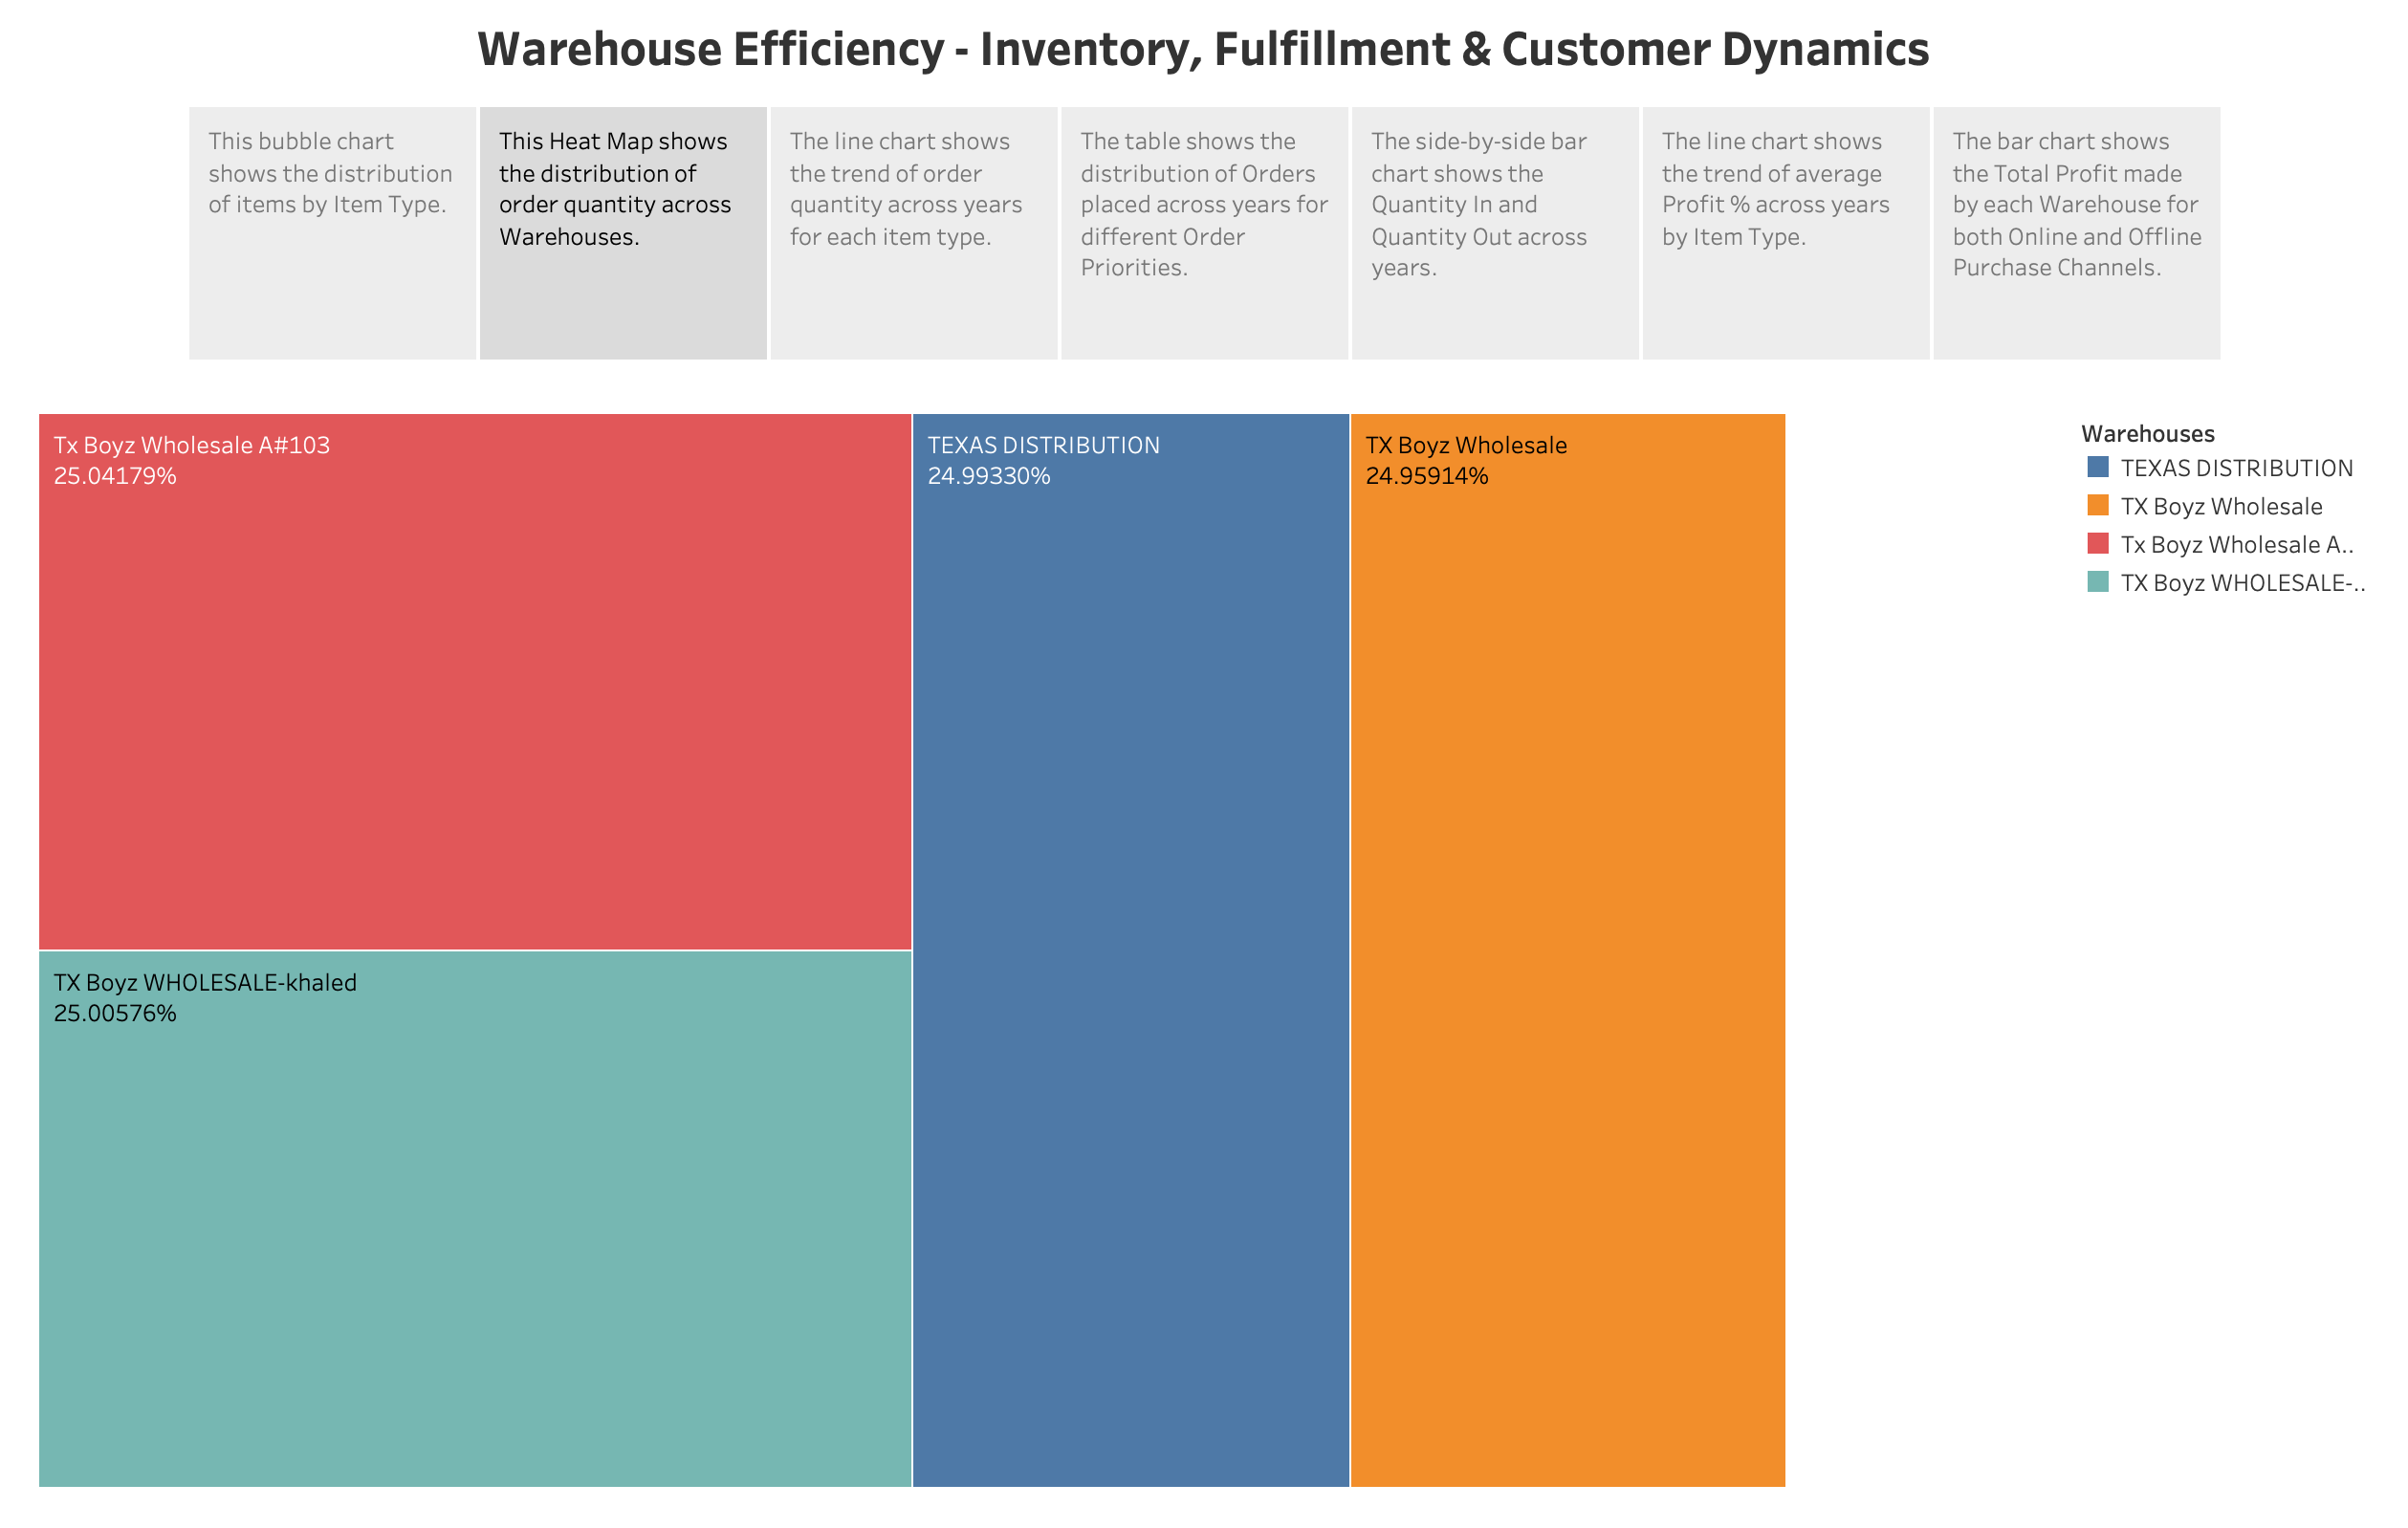 Warehouse Efficiency - Inventory, Fulfillment & Customer Dynamics
This bubble chart
shows the distribution
of items by Item Type.
This Heat Map shows
the distribution of
order quantity across
Warehouses.
The line chart shows
the trend of order
quantity across years
for each item type.
The table shows the
distribution of Orders
placed across years for
different Order
Priorities.
The side-by-side bar
chart shows the
Quantity In and
Quantity Out across
years.
The line chart shows
the trend of average
Profit % across years
by Item Type.
The bar chart shows
the Total Profit made
by each Warehouse for
both Online and Offline
Purchase Channels.
Tx Boyz Wholesale A#103
25.04179%
TX Boyz WHOLESALE-khaled
25.00576%
TEXAS DISTRIBUTION
24.99330%
TX Boyz Wholesale
24.95914%
Warehouses
TEXAS DISTRIBUTION
TX Boyz Wholesale
Tx Boyz Wholesale A..
TX Boyz WHOLESALE-..